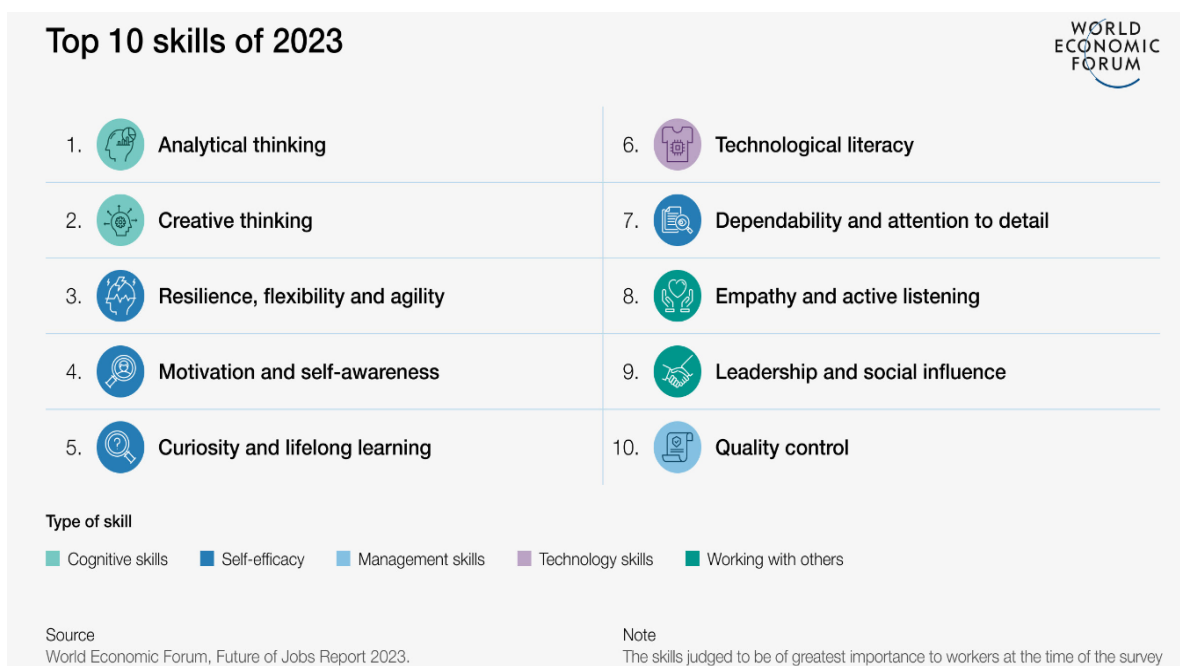 Top 10 skills of 2023
WORLD
ECONOMIC
FORUM
1. Analytical thinking
2. Creative thinking
3. Resilience, flexibility and agility
4. Motivation and self-awareness
5. Curiosity and lifelong learning
6. Technological literacy
7. Dependability and attention to detail
8. Empathy and active listening
9. Leadership and social influence
10. Quality control
Type of skill
Cognitive skills
Self-efficacy
Management skills
Technology skills
Working with others
Source
World Economic Forum, Future of Jobs Report 2023.
Note
The skills judged to be of greatest importance to workers at the time of the survey